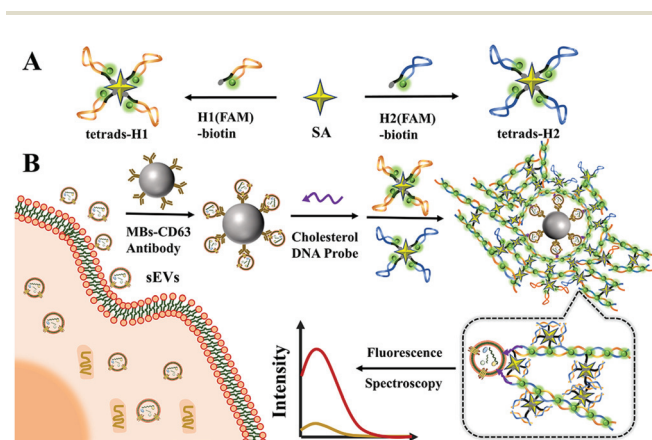 A
H1(FAM)
-biotin
H2(FAM)
-biotin
tetrads-H1
SA
tetrads-H2
B
MBs-CD63
Antibody
Cholesterol
DNA Probe
sEVs
Intensity
Fluorescence
Spectroscopy